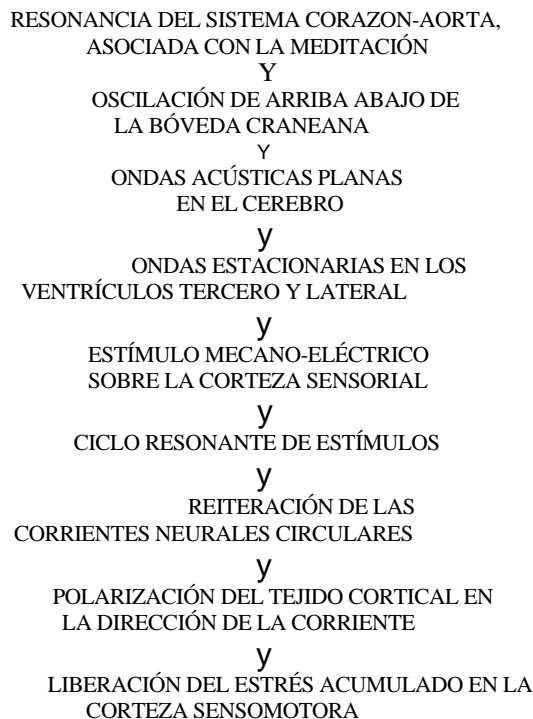 RESONANCIA DEL SISTEMA CORAZON-AORTA,
ASOCIADA CON LA MEDITACIÓN
Y
OSCILACIÓN DE ARRIBA ABAJO DE
LA BÓVEDA CRANEANA
Y
ONDAS ACÚSTICAS PLANAS
EN EL CEREBRO
y
ONDAS ESTACIONARIAS EN LOS
VENTRÍCULOS TERCERO Y LATERAL
y
ESTÍMULO MECANO-ELÉCTRICO
SOBRE LA CORTEZA SENSORIAL
y
CICLO RESONANTE DE ESTÍMULOS
y
REITERACIÓN DE LAS
CORRIENTES NEURALES CIRCULARES
y
POLARIZACIÓN DEL TEJIDO CORTICAL EN
LA DIRECCIÓN DE LA CORRIENTE
y
LIBERACIÓN DEL ESTRÉS ACUMULADO EN LA
CORTEZA SENSOMOTORA